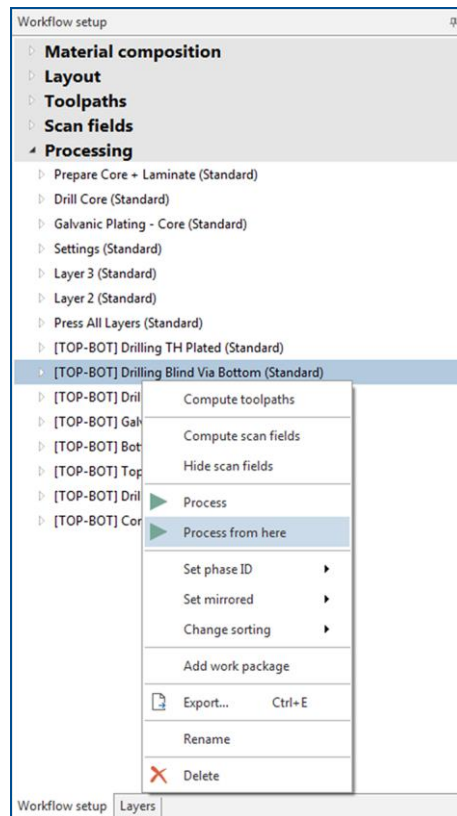 Workflow setup
Material composition
Layout
Toolpaths
Scan fields
Processing
Prepare Core + Laminate (Standard)
Drill Core (Standard)
Galvanic Plating - Core (Standard)
Settings (Standard)
Layer 3 (Standard)
Layer 2 (Standard)
Press All Layers (Standard)
[TOP-BOT] Drilling TH Plated (Standard)
[TOP-BOT] Drilling Blind Via Bottom (Standard)
[TOP-BOT] Dril
[TOP-BOT] Galv
[TOP-BOT] Bott
[TOP-BOT] Top
[TOP-BOT] Dril
[TOP-BOT] Cor
Compute toolpaths
Compute scan fields
Hide scan fields
Process
Process from here
Set phase ID
Set mirrored
Change sorting
Add work package
Export... Ctrl+E
Rename
Delete
Workflow setup Layers